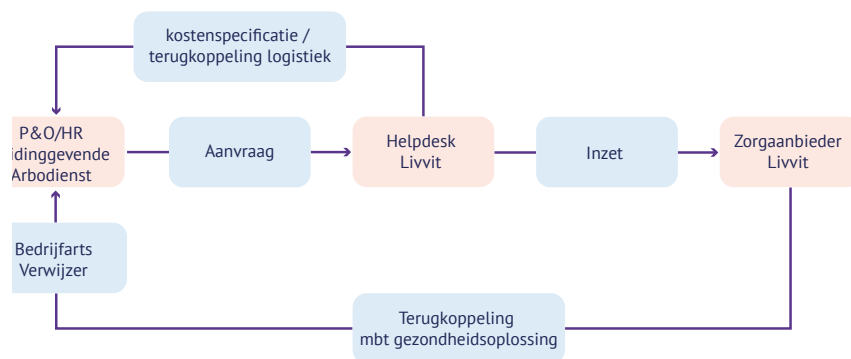 kostenspecificatie /
terugkoppeling logistiek
P&O/HR
idinggevende
Arbodienst
Aanvraag
Helpdesk
Livvit
Inzet
Zorgaanbieder
Livvit
Bedrijfarts
Verwijzer
Terugkoppeling
mbt gezondheidsoplossing